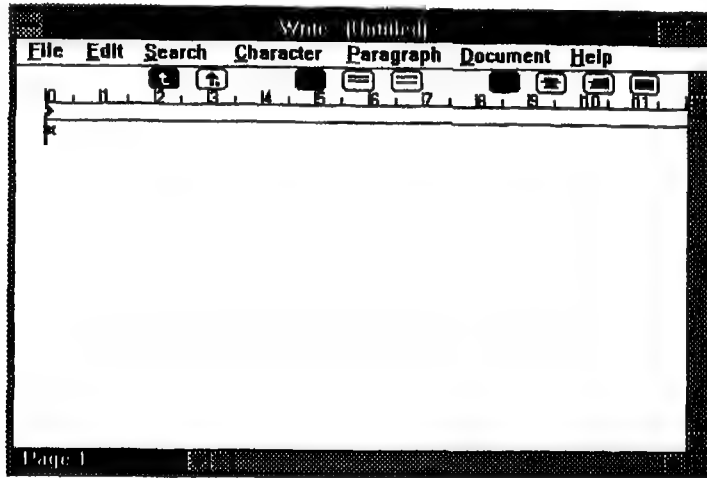 Write - [Untitled]
File Edit Search Character Paragraph Document Help
0 1 2 3 4 5 6 7 8 9 10 11
Page 1